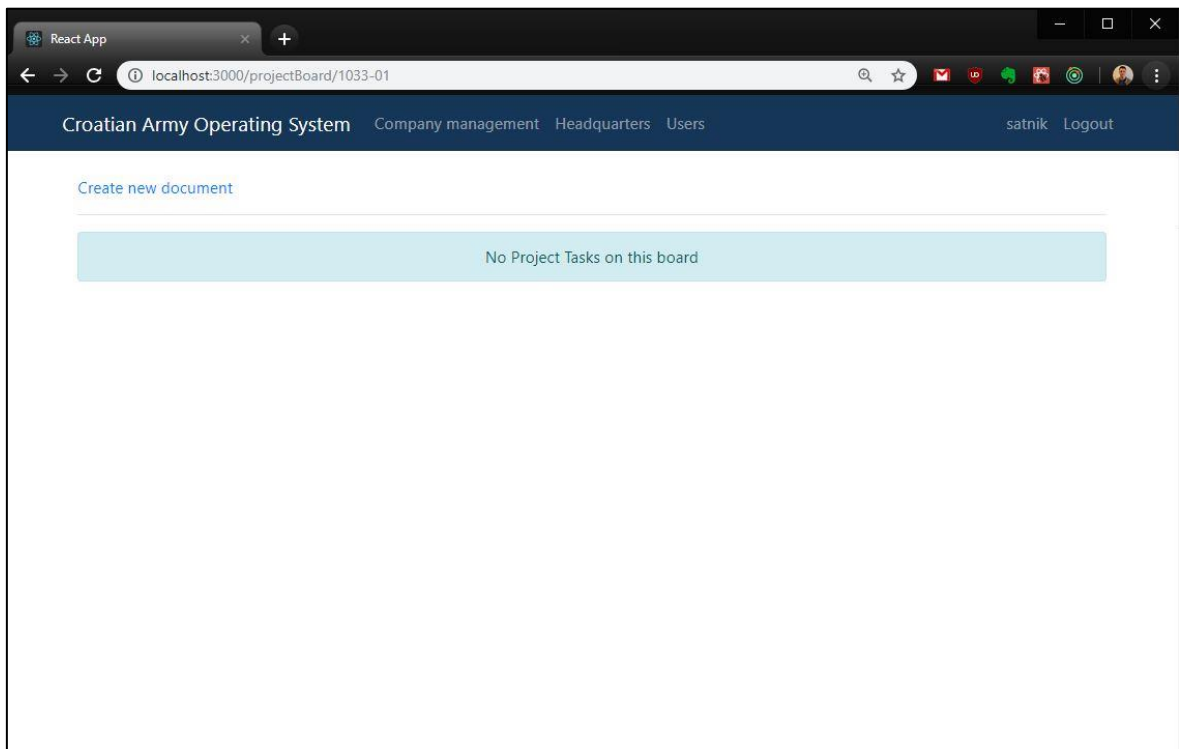 React App
localhost:3000/projectBoard/1033-01
Croatian Army Operating System Company management Headquarters Users satnik Logout
Create new document
No Project Tasks on this board